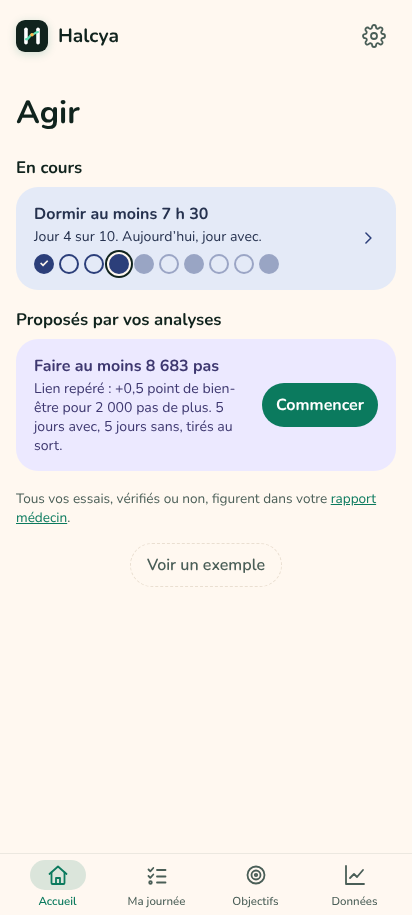 Halcya
Agir
En cours
Dormir au moins 7 h 30
Jour 4 sur 10. Aujourd’hui, jour avec.
Proposés par vos analyses
Faire au moins 8 683 pas
Lien repéré : +0,5 point de bien-
être pour 2 000 pas de plus. 5
jours avec, 5 jours sans, tirés au
sort.
Commencer
Tous vos essais, vérifiés ou non, figurent dans votre rapport
médecin.
Voir un exemple
Accueil
Ma journée
Objectifs
Données